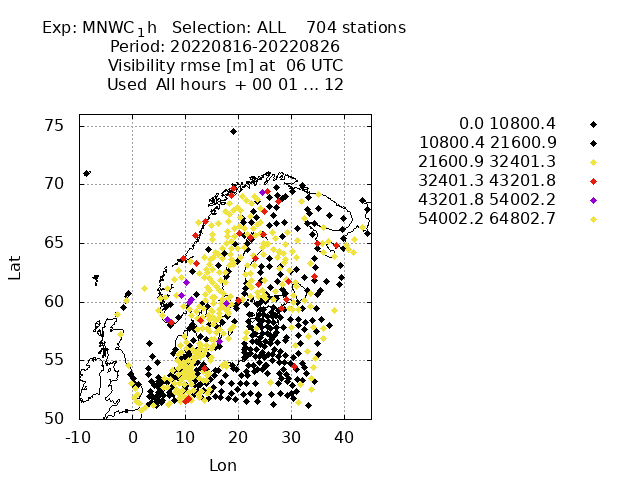 Exp: MNWC_1h Selection: ALL 704 stations
Period: 20220816-20220826
Visibility rmse [m] at 06 UTC
Used All hours + 00 01 ... 12
0.0 10800.4
10800.4 21600.9
21600.9 32401.3
32401.3 43201.8
43201.8 54002.2
54002.2 64802.7
75
70
65
60
55
50
Lat
-10 0 10 20 30 40
Lon